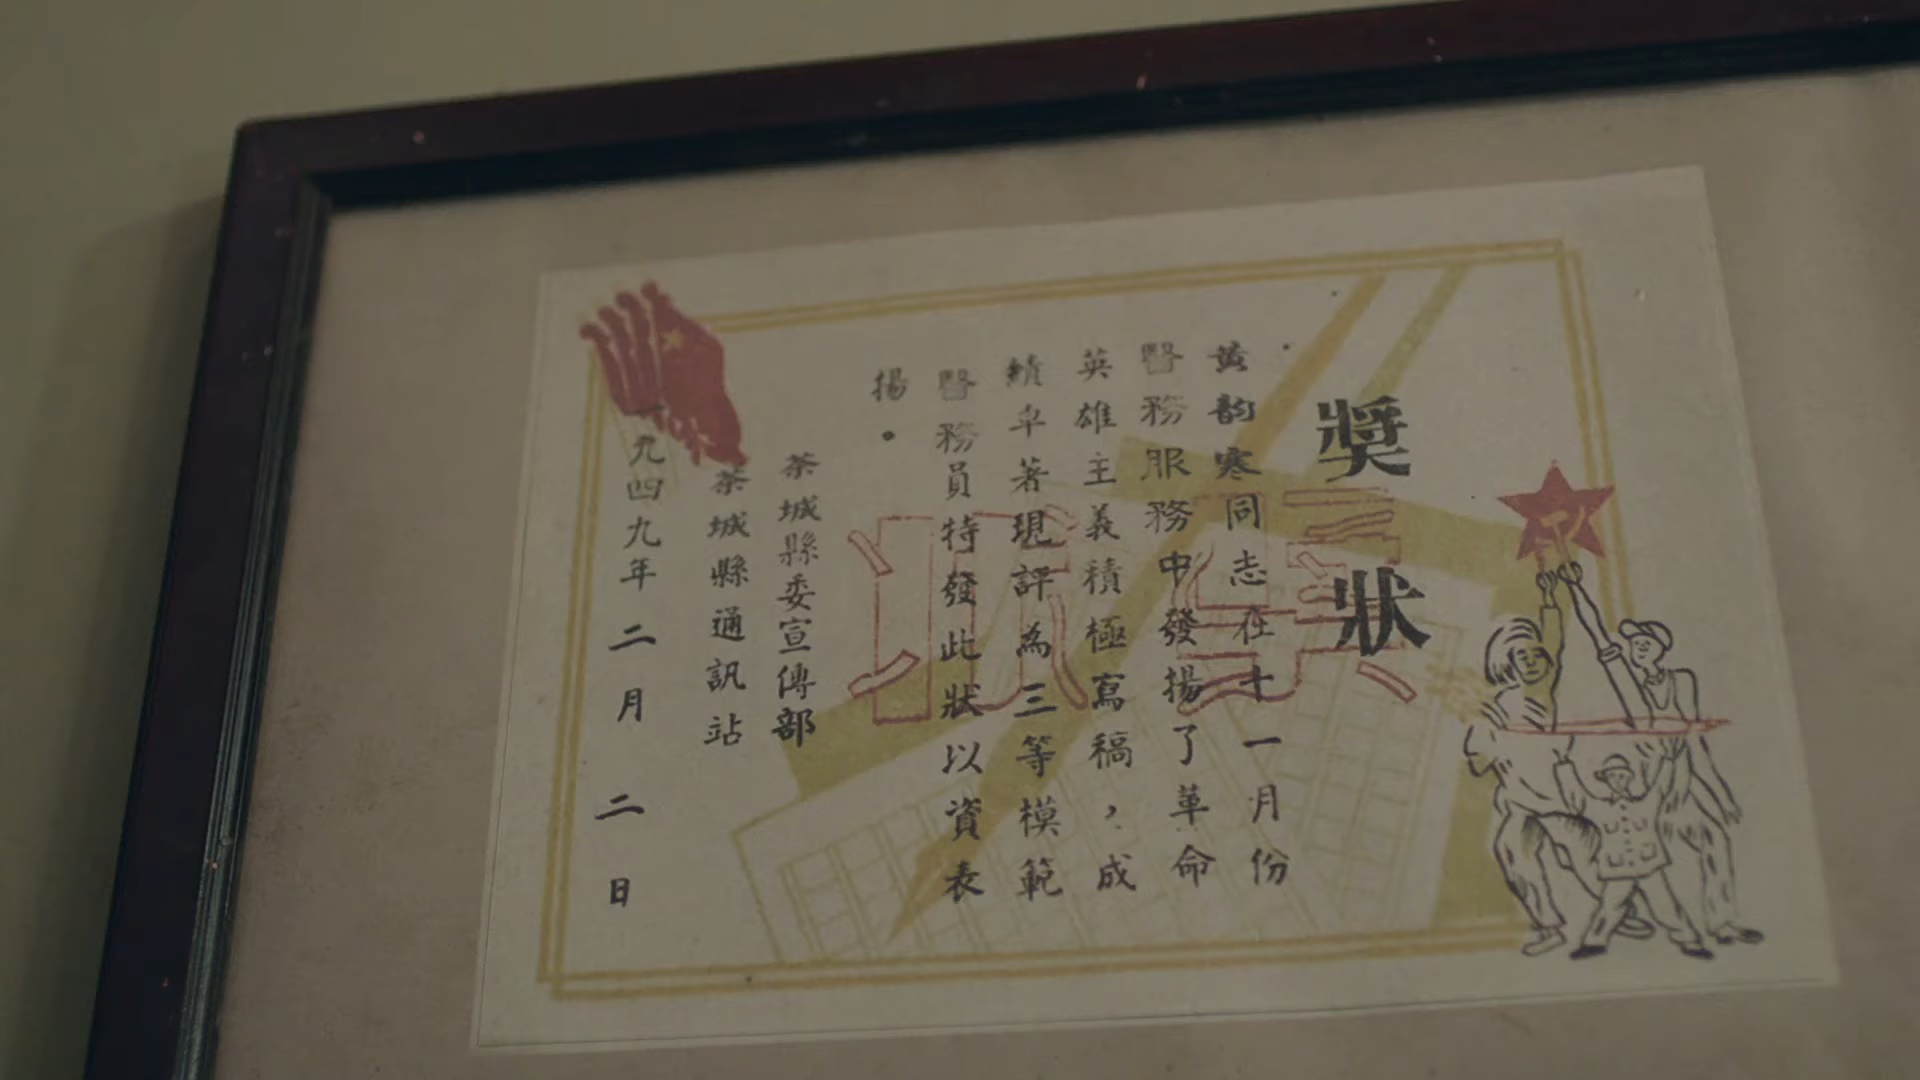 獎狀
黃韵寒同志在十一月份
醫務服務中發揚了革命
英雄主義積極寫稿，成
績卓著現評為三等模範
醫務員特發此狀以資表
揚。
茶城縣委宣傳部
茶城縣通訊站
一九四九年二月二日
獎狀